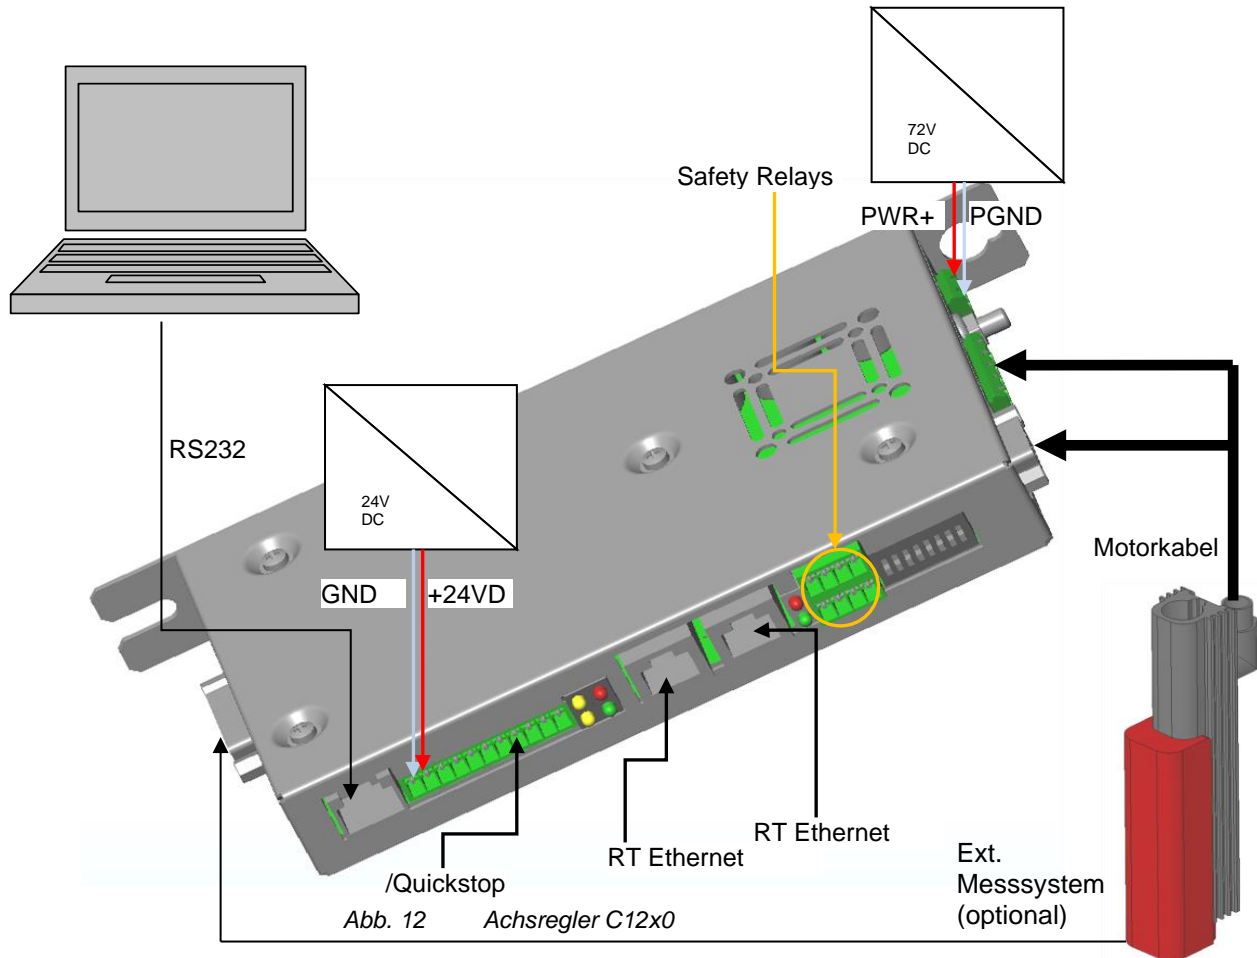 72V
DC
Safety Relays
PWR+
PGND
RS232
24V
DC
GND
+24VD
Motorkabel
RT Ethernet
RT Ethernet
/Quickstop
Ext.
Messsystem
(optional)
Abb. 12 Achsregler C12x0